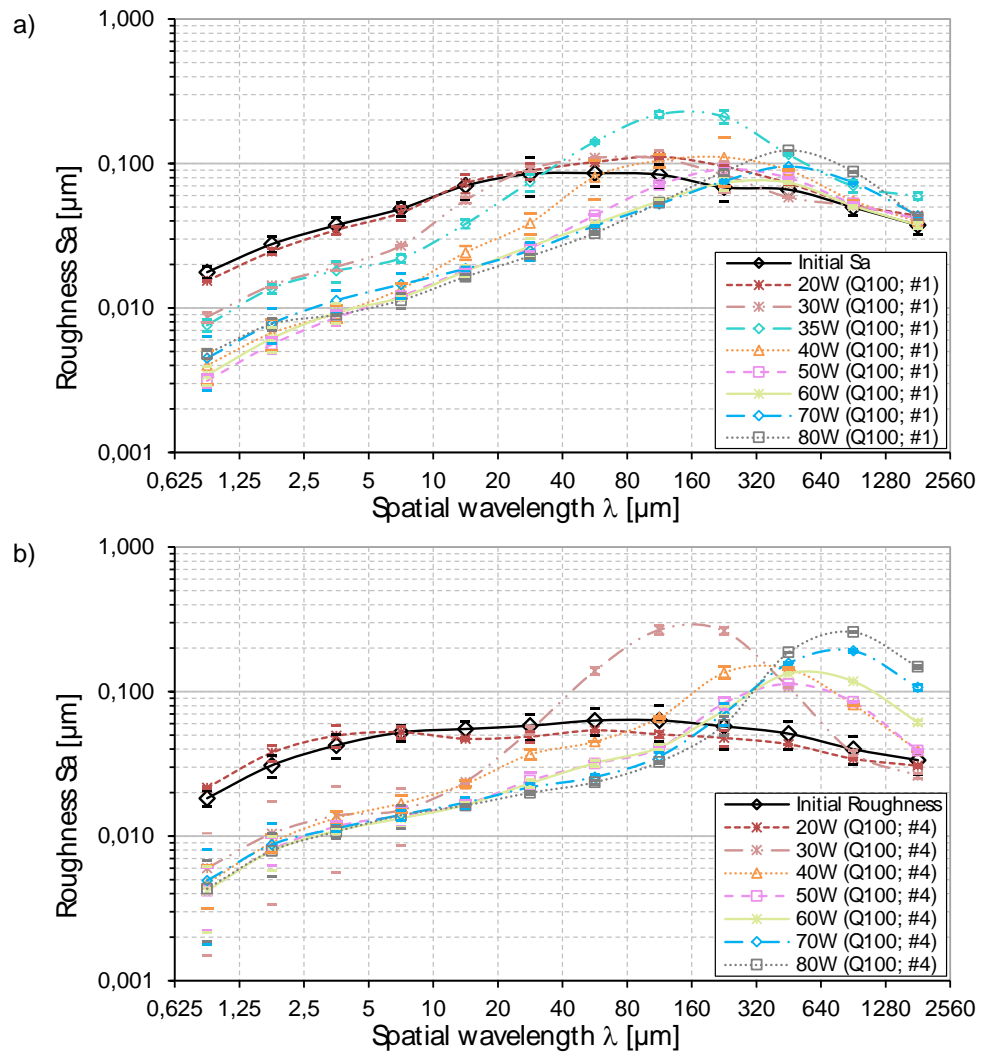 a)
1,000
0,100
0,010
0,001
Roughness Sa [µm]
Initial Sa
20W (Q100; #1)
30W (Q100; #1)
35W (Q100; #1)
40W (Q100; #1)
50W (Q100; #1)
60W (Q100; #1)
70W (Q100; #1)
80W (Q100; #1)
0,625 1,25 2,5 5 10 20 40 80 160 320 640 1280 2560
Spatial wavelength λ [µm]
b)
1,000
0,100
0,010
0,001
Roughness Sa [µm]
Initial Roughness
20W (Q100; #4)
30W (Q100; #4)
40W (Q100; #4)
50W (Q100; #4)
60W (Q100; #4)
70W (Q100; #4)
80W (Q100; #4)
0,625 1,25 2,5 5 10 20 40 80 160 320 640 1280 2560
Spatial wavelength λ [µm]